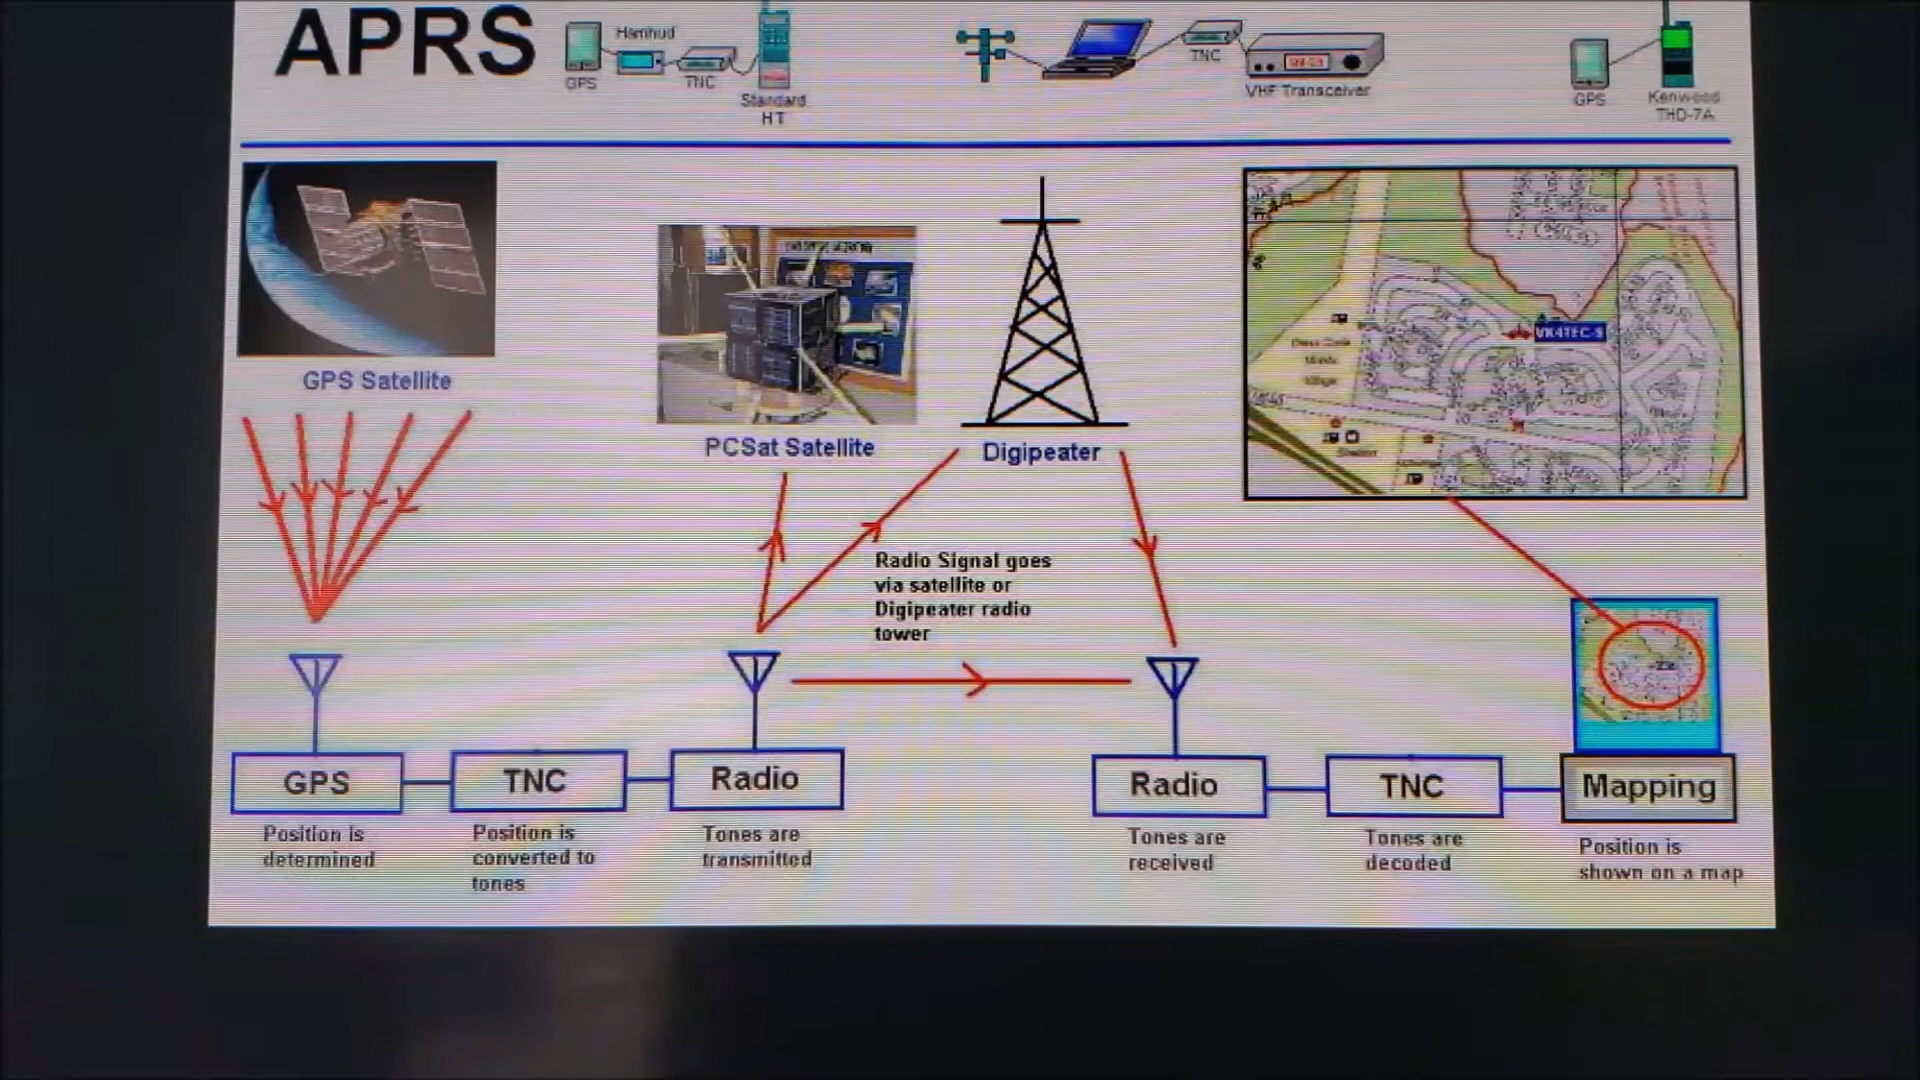 APRS
Hamhud
GPS
TNC
Standard
HT
TNC
VHF Transceiver
GPS
Kenwood
THD-7A
GPS Satellite
PCSat Satellite
Digipeater
VK4TEC-9
Radio Signal goes
via satellite or
Digipeater radio
tower
GPS
TNC
Radio
Radio
TNC
Mapping
Position is
determined
Position is
converted to
tones
Tones are
transmitted
Tones are
received
Tones are
decoded
Position is
shown on a map